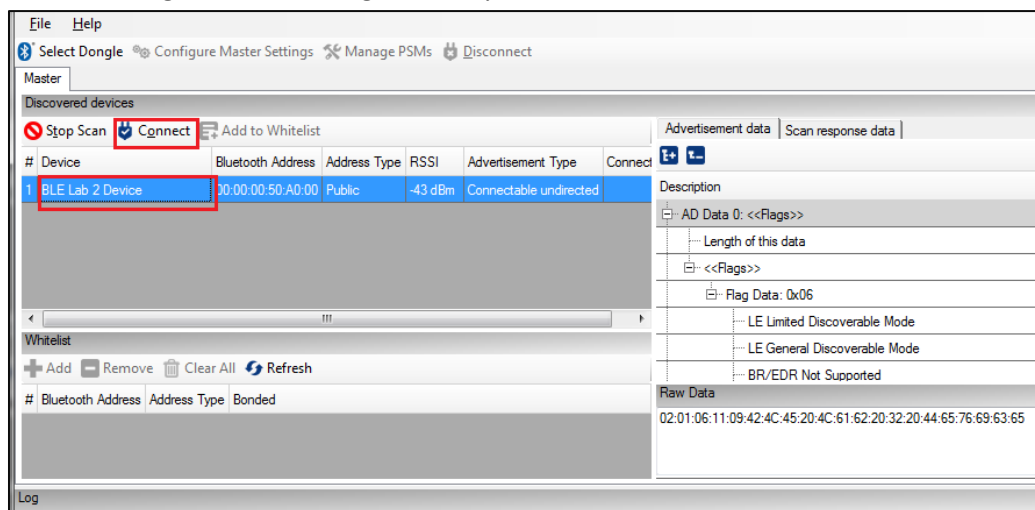 File Help
Select Dongle Configure Master Settings Manage PSMs Disconnect
Master
Discovered devices
Stop Scan Connect Add to Whitelist
# Device Bluetooth Address Address Type RSSI Advertisement Type Connect
1 BLE Lab 2 Device 00:00:00:50:A0:00 Public -43 dBm Connectable undirected
Whitelist
Add Remove Clear All Refresh
# Bluetooth Address Address Type Bonded
Advertisement data Scan response data
Description
AD Data 0: <<Flags>>
Length of this data
<<Flags>>
Flag Data: 0x06
LE Limited Discoverable Mode
LE General Discoverable Mode
BR/EDR Not Supported
Raw Data
02:01:06:11:09:42:4C:45:20:4C:61:62:20:32:20:44:65:76:69:63:65
Log